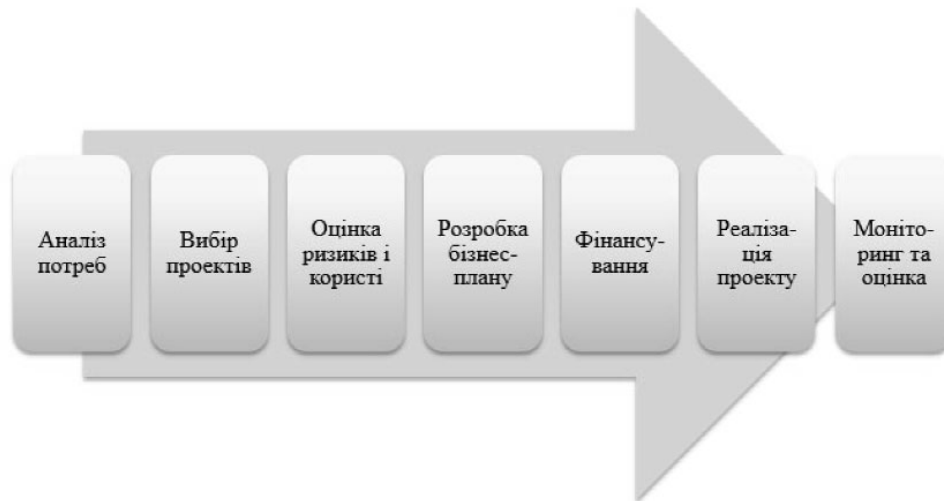 Аналіз
потреб
Вибір
проектів
Оцінка
ризиків і
користі
Розробка
бізнес-
плану
Фінансу-
вання
Реаліза-
ція
проекту
Моніто-
ринг та
оцінка